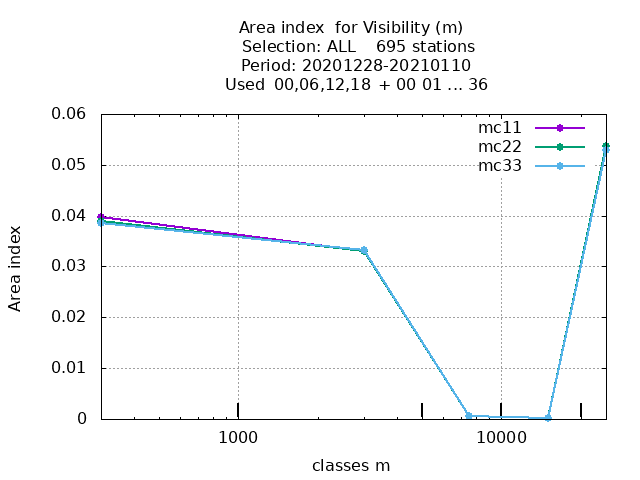 Area index  for Visibility (m)
Selection: ALL    695 stations
Period: 20201228-20210110
Used  00,06,12,18  + 00 01 ... 36
mc11
mc22
mc33
0.06
0.05
0.04
0.03
0.02
0.01
0
Area index
1000
10000
classes m